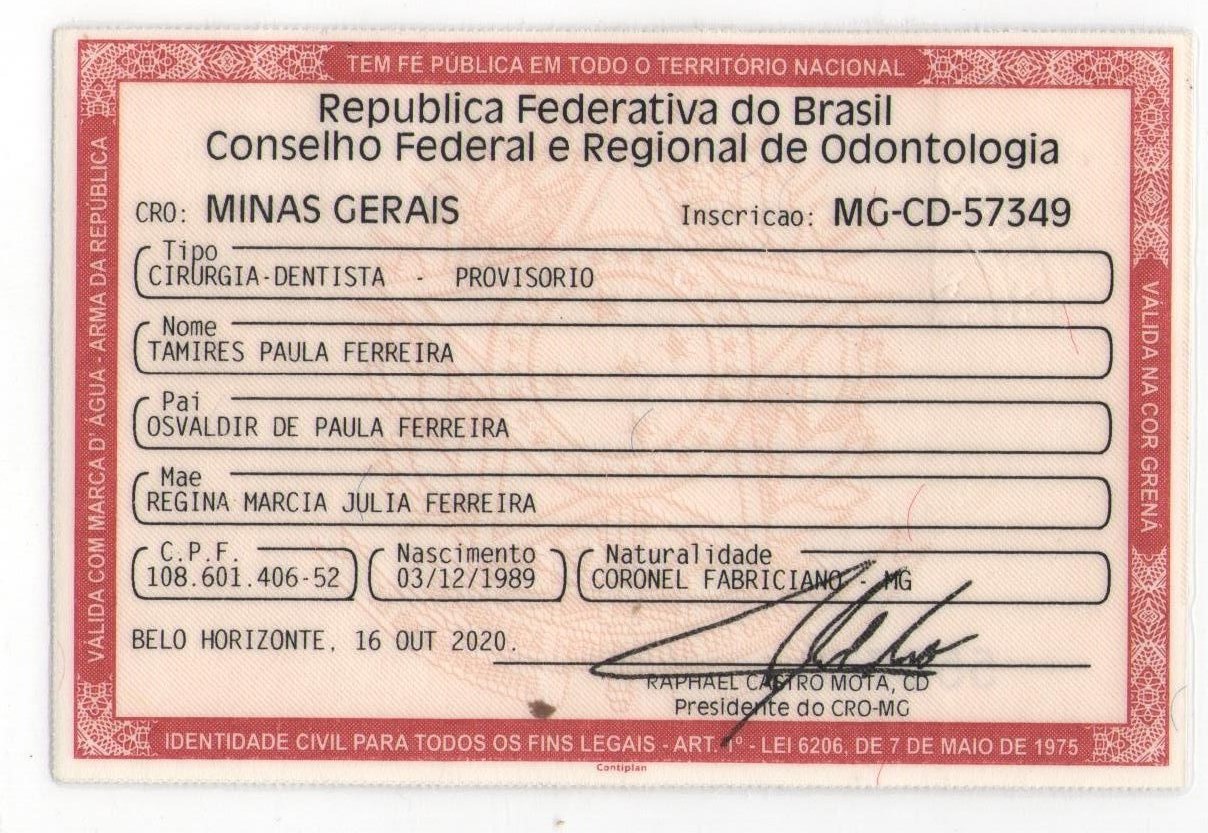 TEM FÉ PÚBLICA EM TODO O TERRITÓRIO NACIONAL
VALIDA COM MARCA D' ÁGUA - ARMA DA REPÚBLICA
VALIDA NA COR GRENÁ
Republica Federativa do Brasil
Conselho Federal e Regional de Odontologia
CRO: MINAS GERAIS Inscricao: MG-CD-57349
Tipo
CIRURGIA-DENTISTA - PROVISORIO
Nome
TAMIRES PAULA FERREIRA
Pai
OSVALDIR DE PAULA FERREIRA
Mae
REGINA MARCIA JULIA FERREIRA
C.P.F. Nascimento Naturalidade
108.601.406-52 03/12/1989 CORONEL FABRICIANO - MG
BELO HORIZONTE, 16 OUT 2020.
RAPHAEL CASTRO MOTA, CD
Presidente do CRO-MG
IDENTIDADE CIVIL PARA TODOS OS FINS LEGAIS - ART. 1º - LEI 6206, DE 7 DE MAIO DE 1975
Contiplan